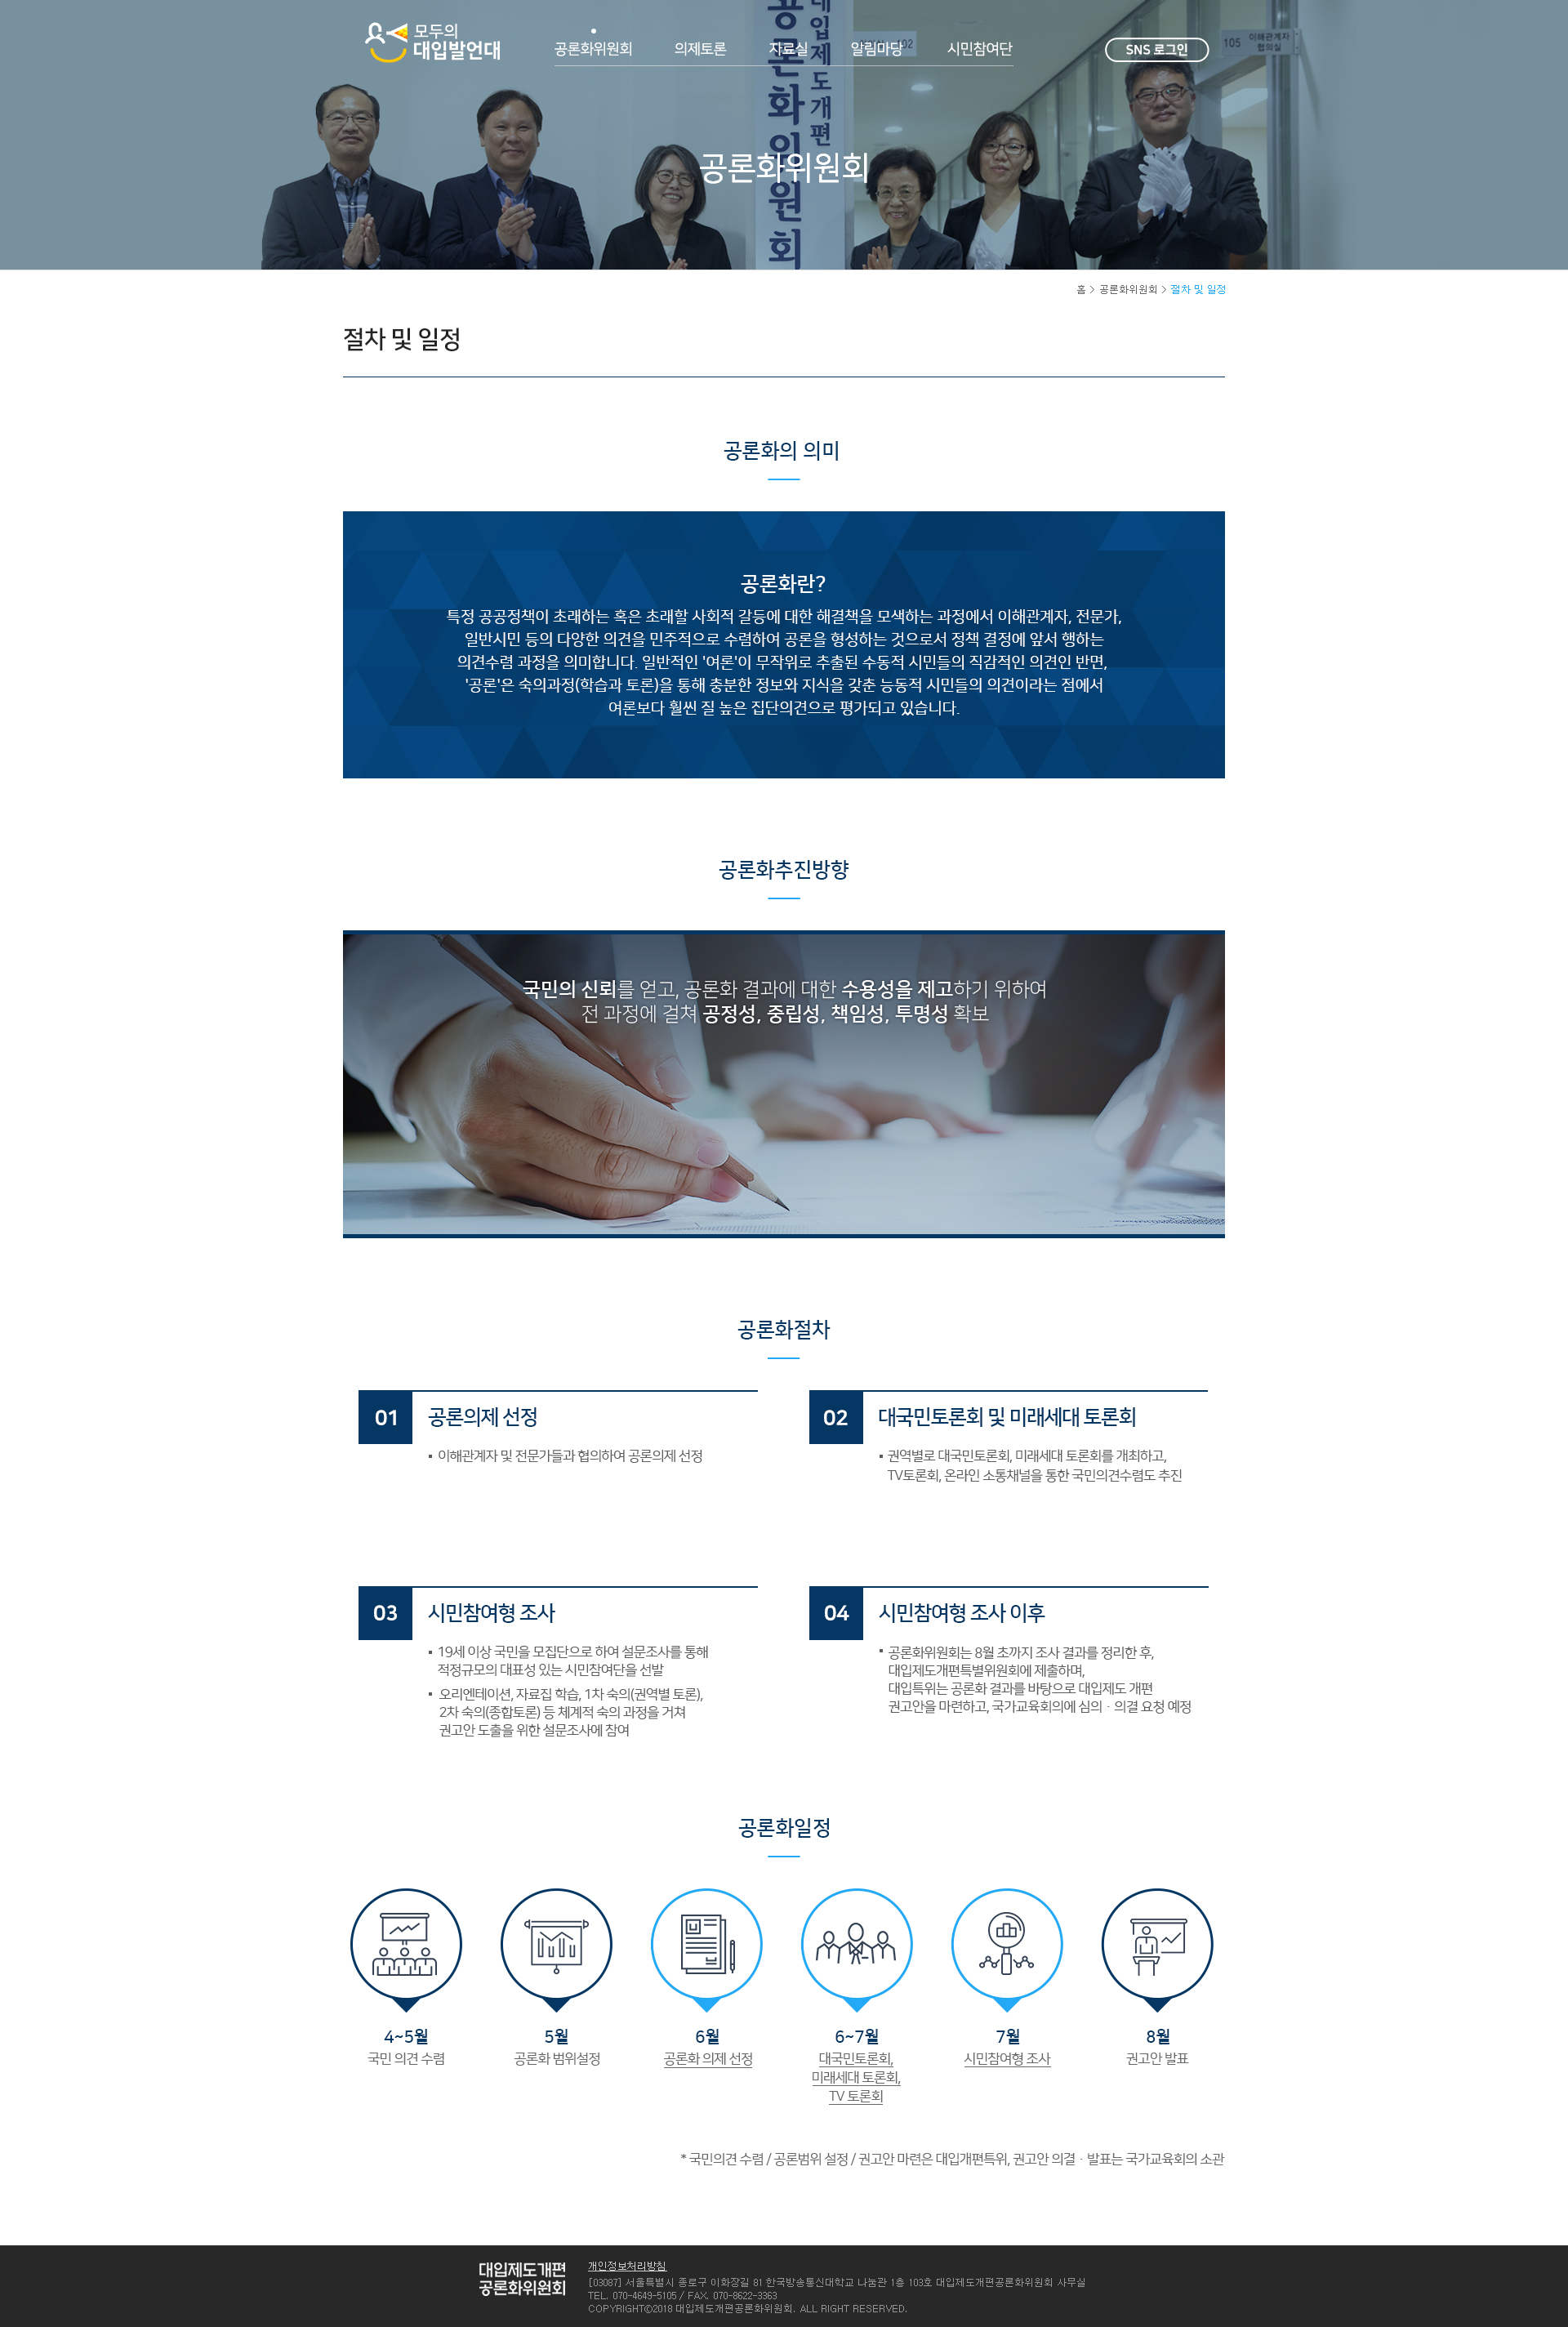 모두의
대입발언대
공론화위원회 의제토론 자료실 알림마당 시민참여단
SNS 로그인
105 이해관계자 협의실
102
대입제도개편
공론화위원회
공론화위원회
홈 > 공론화위원회 > 절차 및 일정
절차 및 일정
공론화의 의미
공론화란?
특정 공공정책이 초래하는 혹은 초래할 사회적 갈등에 대한 해결책을 모색하는 과정에서 이해관계자, 전문가,
일반시민 등의 다양한 의견을 민주적으로 수렴하여 공론을 형성하는 것으로서 정책 결정에 앞서 행하는
의견수렴 과정을 의미합니다. 일반적인 '여론'이 무작위로 추출된 수동적 시민들의 직감적인 의견인 반면,
'공론'은 숙의과정(학습과 토론)을 통해 충분한 정보와 지식을 갖춘 능동적 시민들의 의견이라는 점에서
여론보다 훨씬 질 높은 집단의견으로 평가되고 있습니다.
공론화추진방향
국민의 신뢰를 얻고, 공론화 결과에 대한 수용성을 제고하기 위하여
전 과정에 걸쳐 공정성, 중립성, 책임성, 투명성 확보
공론화절차
01 공론의제 선정
▪ 이해관계자 및 전문가들과 협의하여 공론의제 선정
02 대국민토론회 및 미래세대 토론회
▪ 권역별로 대국민토론회, 미래세대 토론회를 개최하고,
TV토론회, 온라인 소통채널을 통한 국민의견수렴도 추진
03 시민참여형 조사
▪ 19세 이상 국민을 모집단으로 하여 설문조사를 통해
적정규모의 대표성 있는 시민참여단을 선발
▪ 오리엔테이션, 자료집 학습, 1차 숙의(권역별 토론),
2차 숙의(종합토론) 등 체계적 숙의 과정을 거쳐
권고안 도출을 위한 설문조사에 참여
04 시민참여형 조사 이후
▪ 공론화위원회는 8월 초까지 조사 결과를 정리한 후,
대입제도개편특별위원회에 제출하며,
대입특위는 공론화 결과를 바탕으로 대입제도 개편
권고안을 마련하고, 국가교육회의에 심의 · 의결 요청 예정
공론화일정
4~5월
국민 의견 수렴
5월
공론화 범위설정
6월
공론화 의제 선정
6~7월
대국민토론회,
미래세대 토론회,
TV 토론회
7월
시민참여형 조사
8월
권고안 발표
* 국민의견 수렴 / 공론범위 설정 / 권고안 마련은 대입개편특위, 권고안 의결 · 발표는 국가교육회의 소관
대입제도개편
공론화위원회
개인정보처리방침
[03087] 서울특별시 종로구 이화장길 81 한국방송통신대학교 나눔관 1층 103호 대입제도개편공론화위원회 사무실
TEL. 070-4649-5105 / FAX. 070-8622-3363
COPYRIGHT©2018 대입제도개편공론화위원회. ALL RIGHT RESERVED.